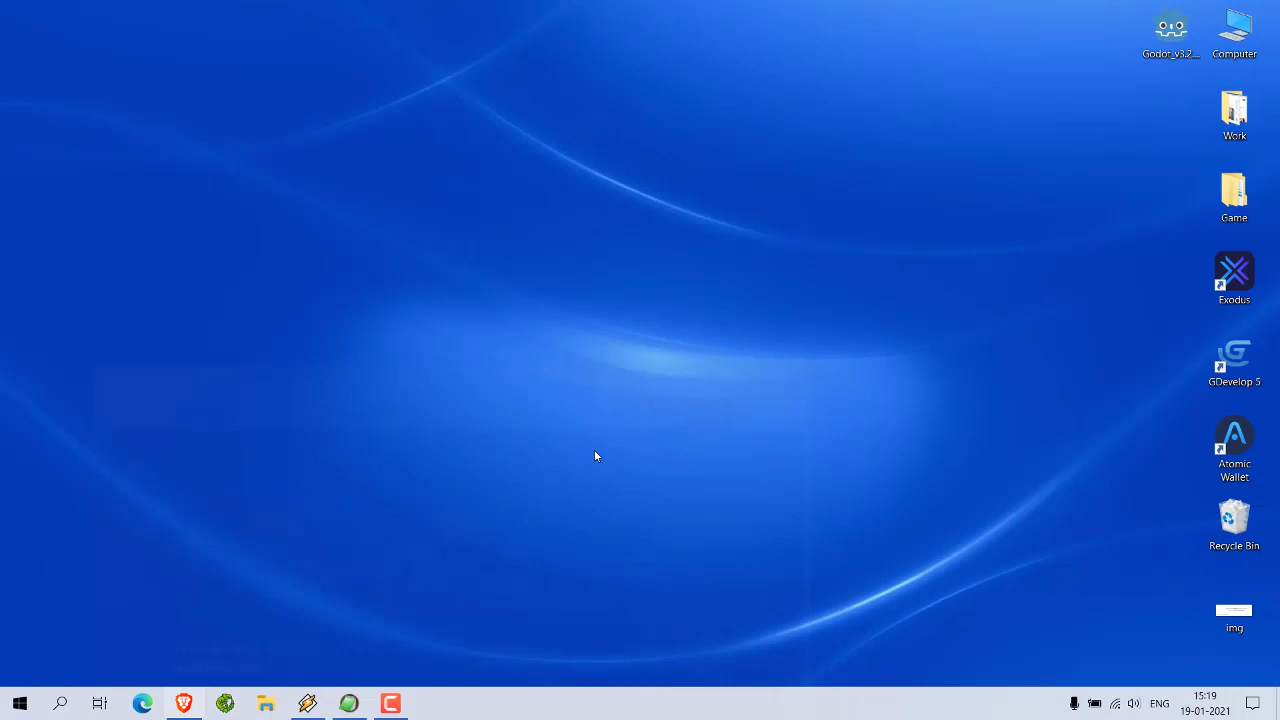 Godot_v3.2...
Computer
Work
Game
Exodus
GDevelop 5
Atomic
Wallet
Recycle Bin
img
ENG
15:19
19-01-2021